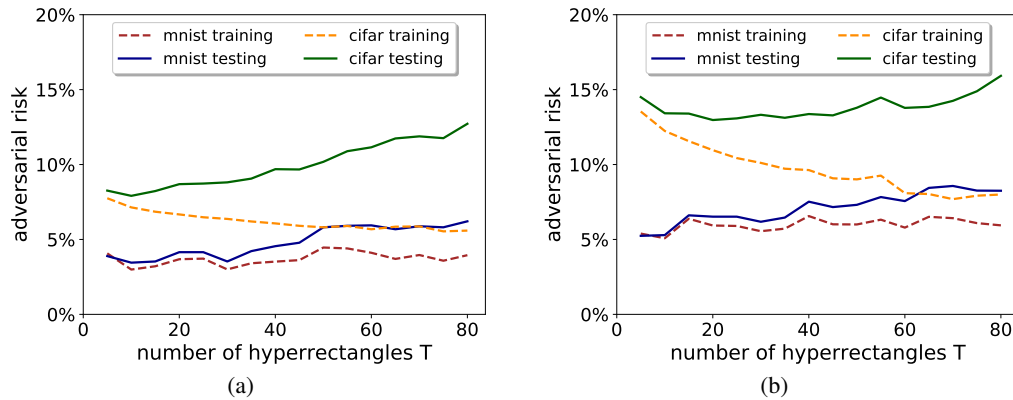 20%
15%
10%
5%
0%
adversarial risk
mnist training
mnist testing
cifar training
cifar testing
0
20
40
60
80
number of hyperrectangles T
(a)
20%
15%
10%
5%
0%
adversarial risk
mnist training
mnist testing
cifar training
cifar testing
0
20
40
60
80
number of hyperrectangles T
(b)